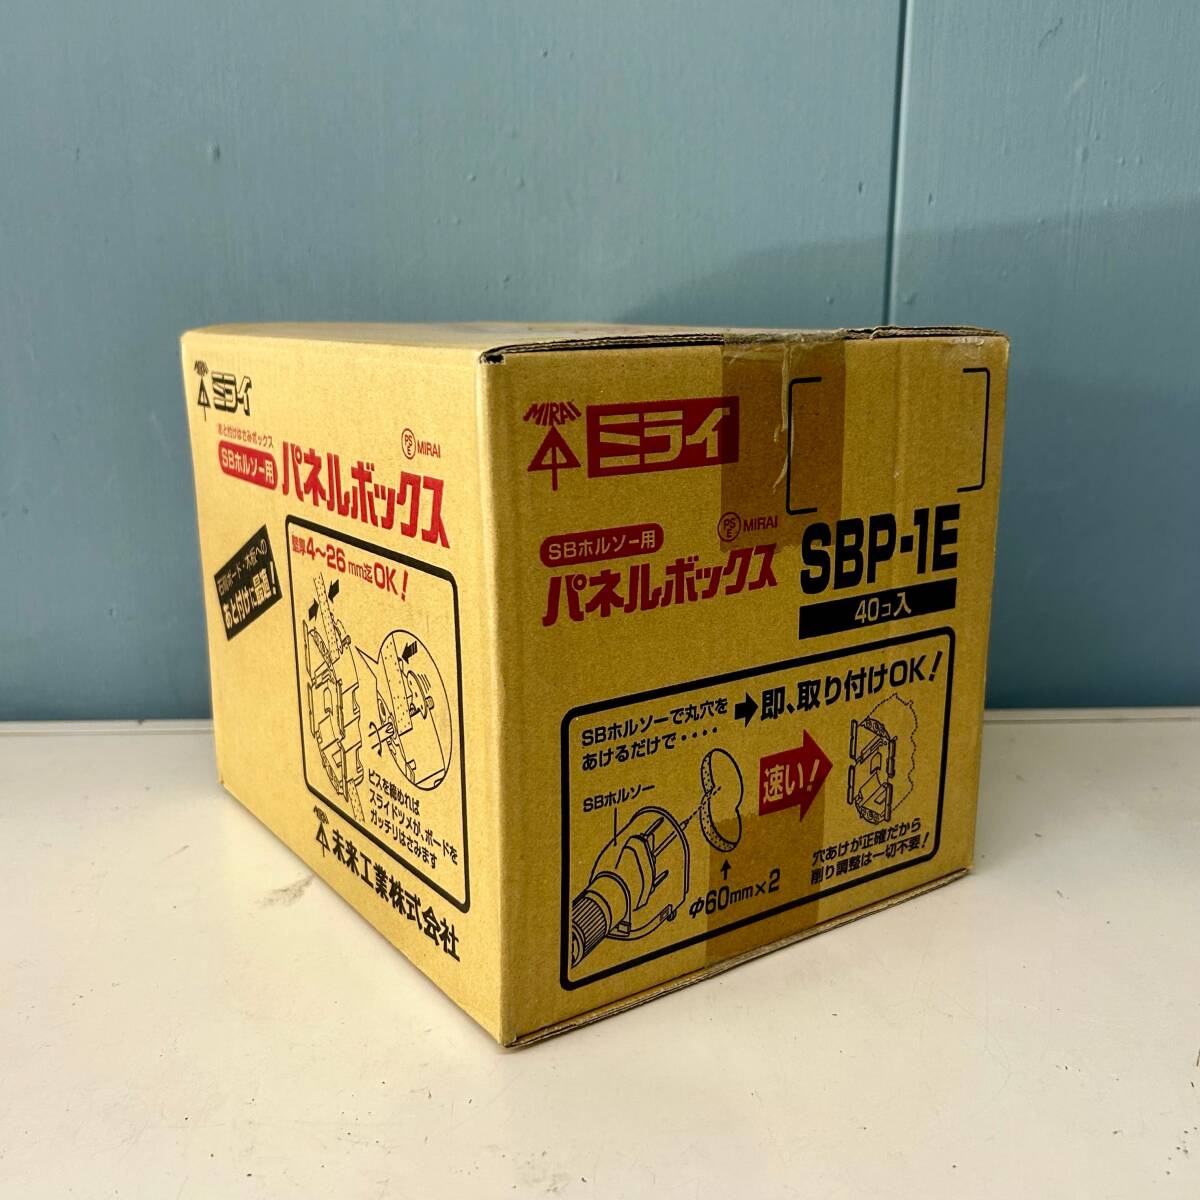 MIRAI
ミライ
あと付けはさみボックス
SBホルソー用
PS
E
MIRAI
パネルボックス
石膏ボード・木板への
あと付けに最適!
壁厚4〜26mm迄OK!
ビスを締めれば
スライドツメが、ボードを
ガッチリはさみます
MIRAI
未来工業株式会社
MIRAI
ミライ
SBホルソー用
PS
E
MIRAI
パネルボックス
SBP-1E
40コ入
SBホルソーで丸穴を
あけるだけで・・・・
➡即、取り付けOK!
SBホルソー
速い!
φ60mm×2
穴あけが正確だから
削り調整は一切不要!